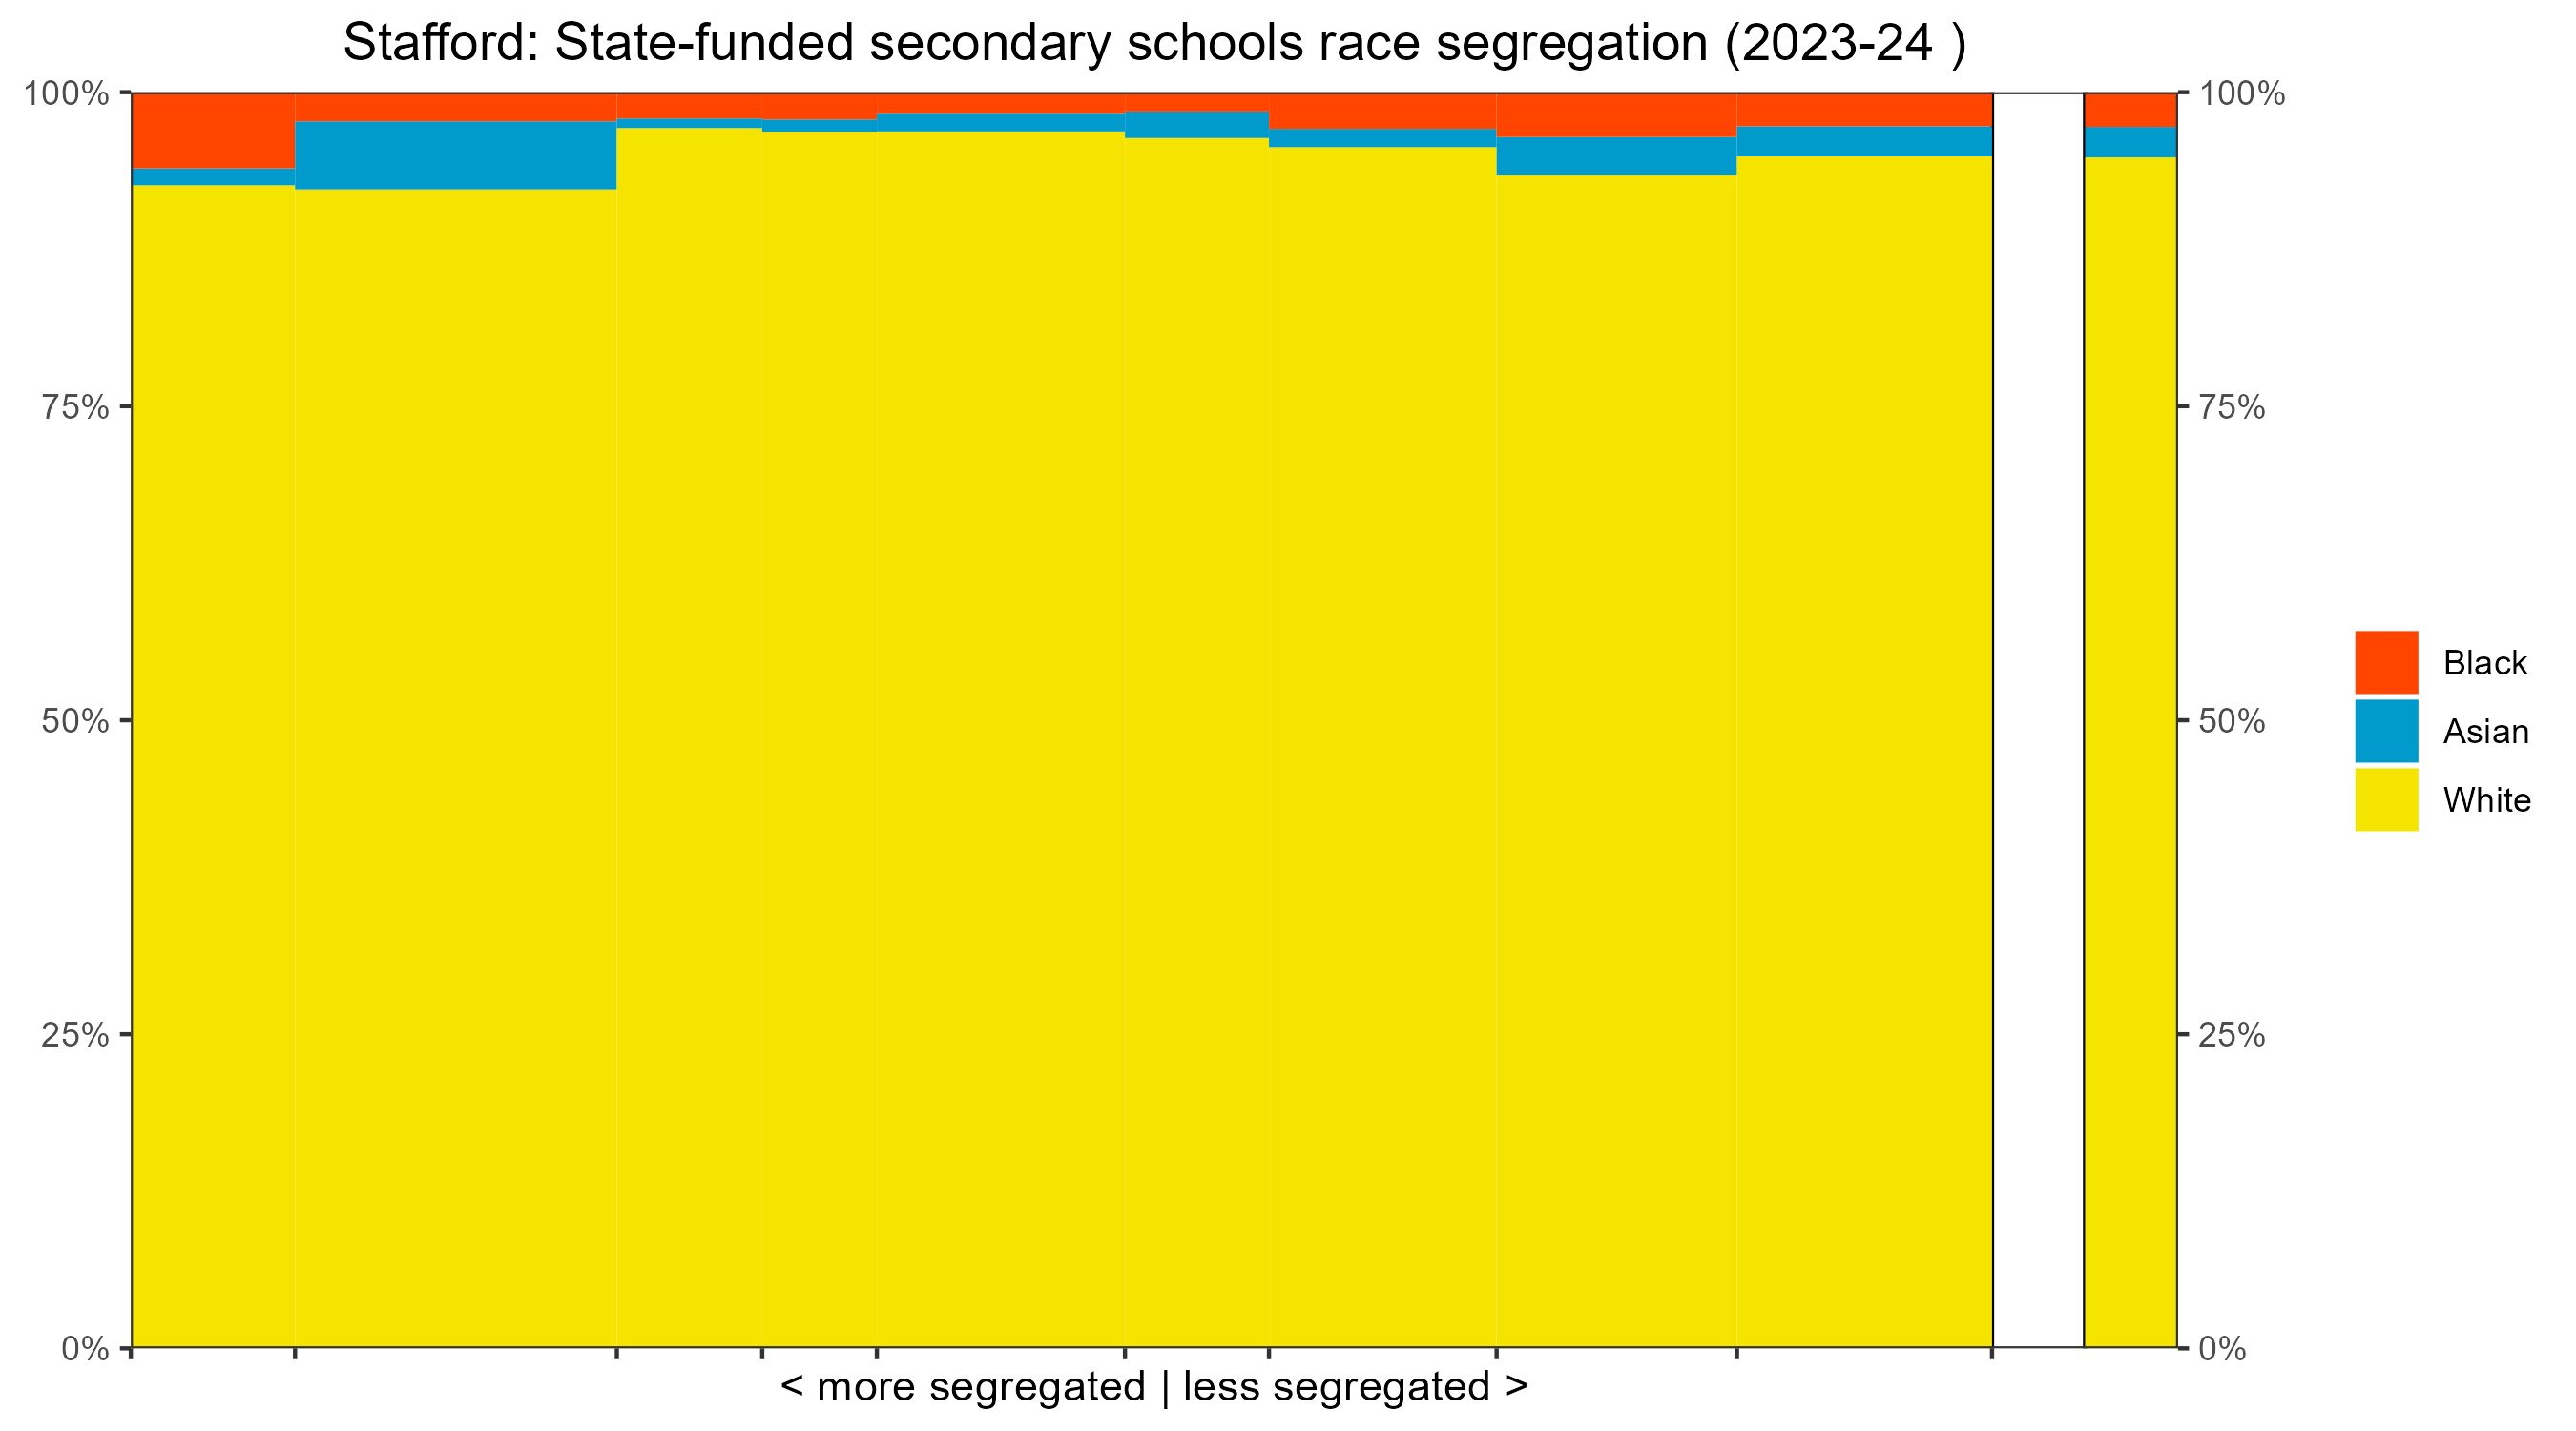 Stafford: State-funded secondary schools race segregation (2023-24 )
100%
75%
50%
25%
0%
100%
75%
50%
25%
0%
Black
Asian
White
< more segregated | less segregated >